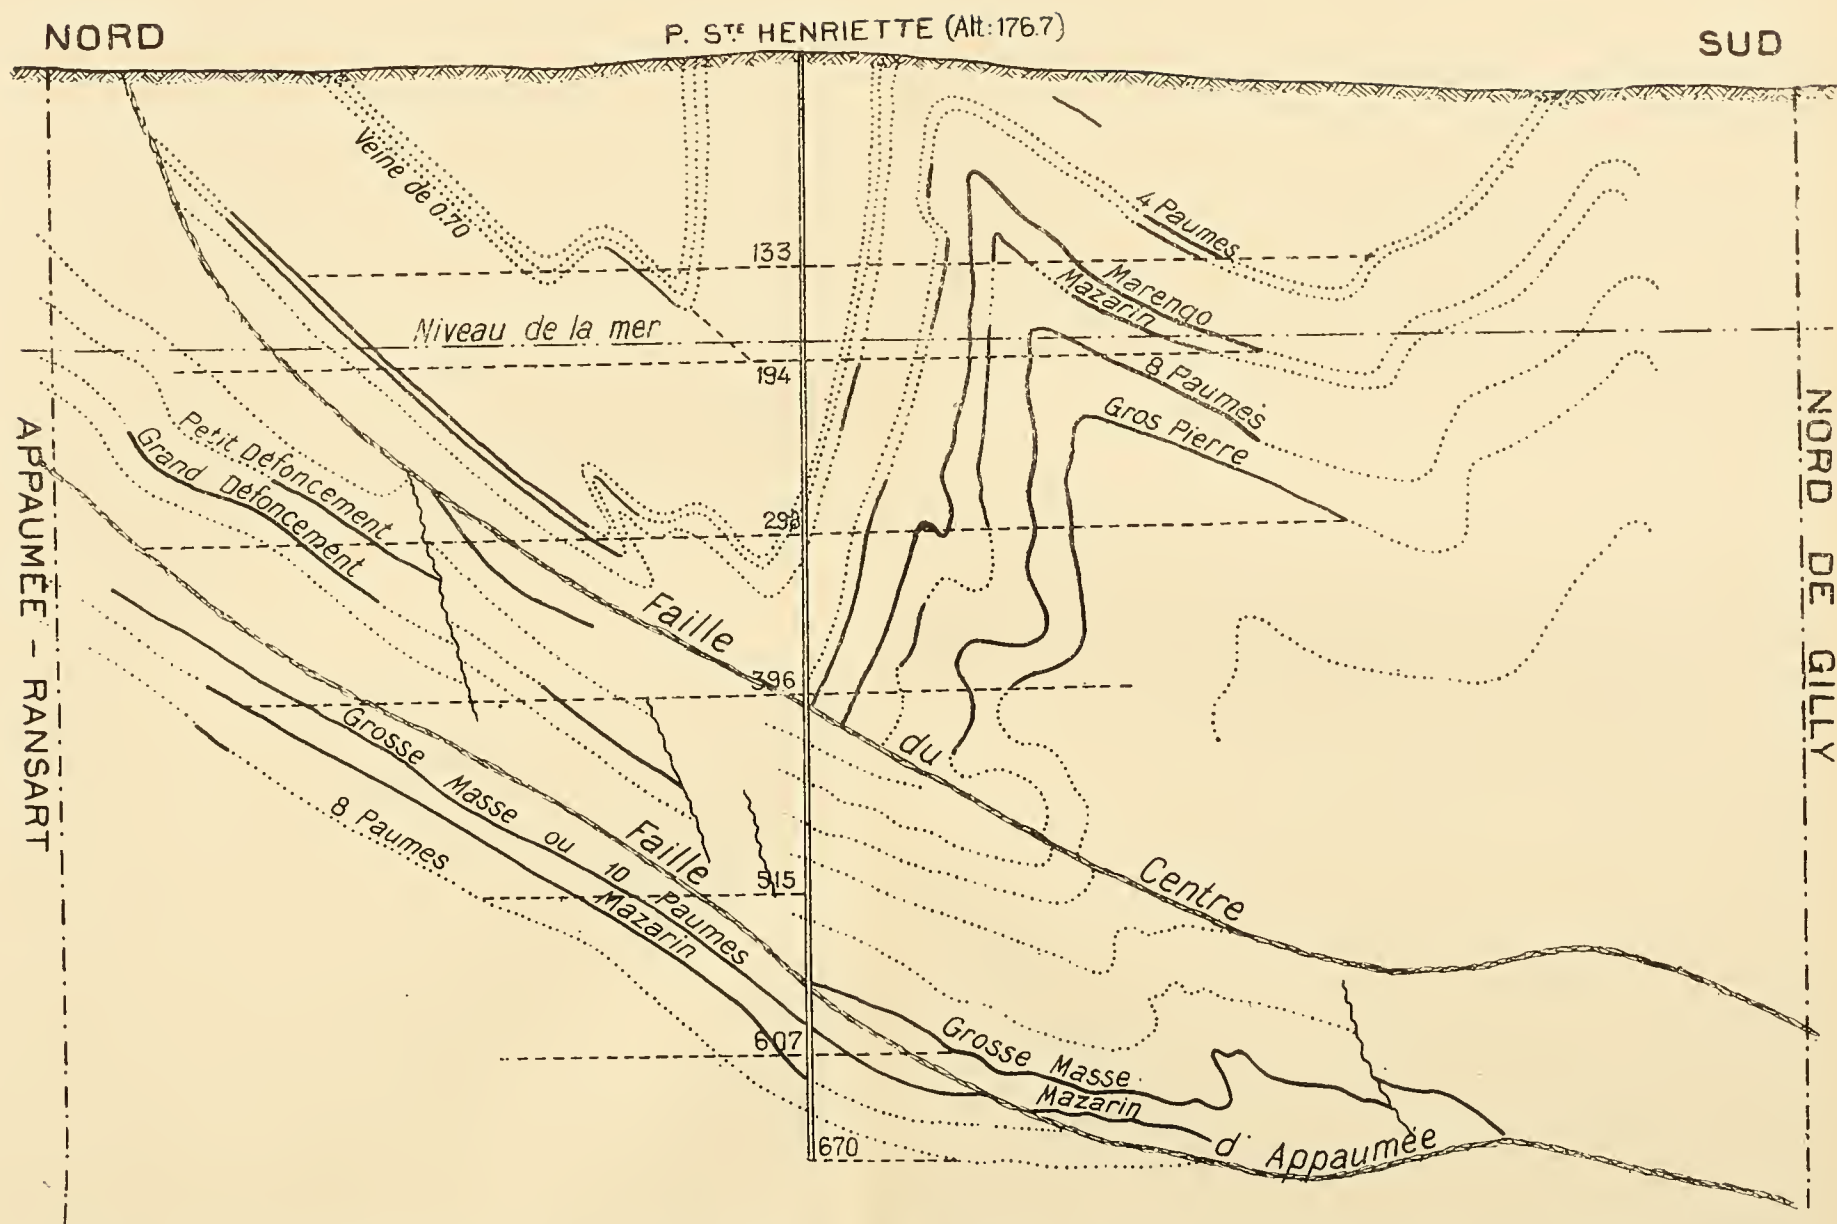 NORD
P. STE HENRIETTE (Alt: 176.7)
SUD
Veine de 0.70
4 Paumes
133
Marengo
Mazarin
Niveau de la mer
194
8 Paumes
Gros Pierre
Petit Défoncement
Grand Défoncement
298
Faille du Centre
396
Grosse Masse ou 10 Paumes
8 Paumes
Mazarin
515
607
Grosse Masse
Mazarin
Faille d'Appaumée
670
APPAUMÉE - RANSART
NORD DE GILLY